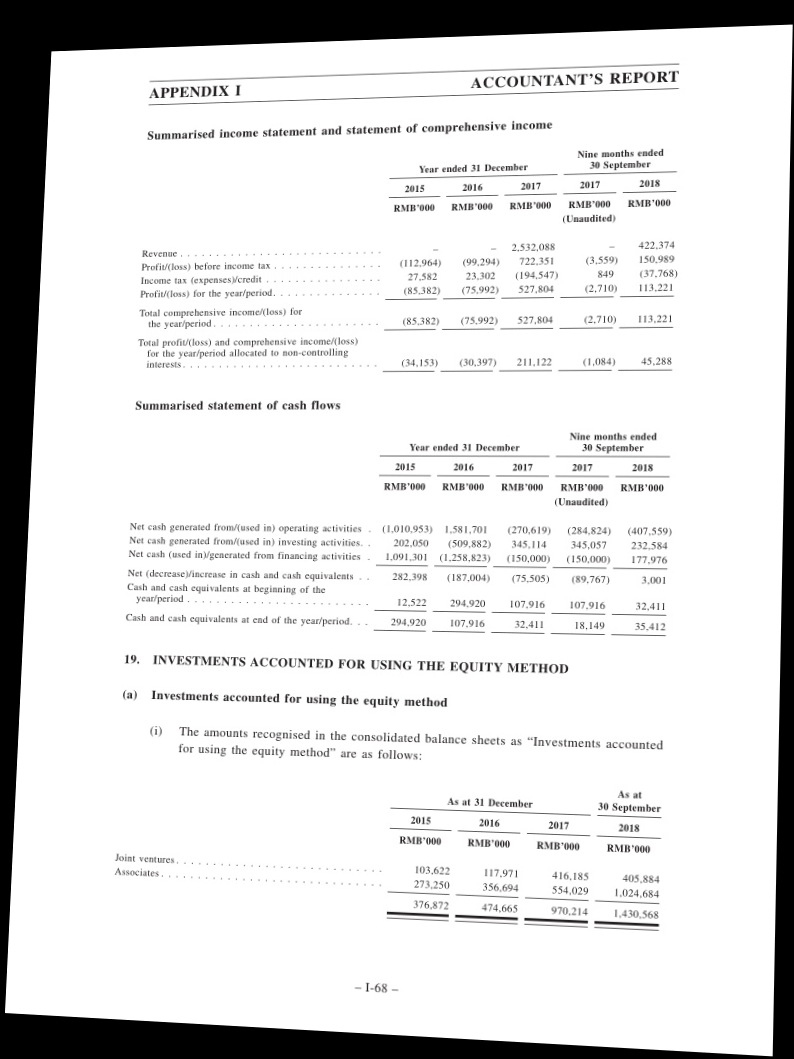 APPENDIX I ACCOUNTANT'S REPORT
Summarised income statement and statement of comprehensive income
Nine months ended
Year ended 31 December 30 September
2015 2016 2017 2017 2018
RMB'000 RMB'000 RMB'000 RMB'000 RMB'000
(Unaudited)
Revenue . . . . . . . . . . . . . . . . . . . . . . . . . . . . – – 2,532,088 – 422,374
Profit/(loss) before income tax . . . . . . . . . . . . . . . (112,964) (99,294) 722,351 (3,559) 150,989
Income tax (expenses)/credit . . . . . . . . . . . . . . . . 27,582 23,302 (194,547) 849 (37,768)
Profit/(loss) for the year/period. . . . . . . . . . . . . . . (85,382) (75,992) 527,804 (2,710) 113,221
Total comprehensive income/(loss) for
the year/period . . . . . . . . . . . . . . . . . . . . . . . (85,382) (75,992) 527,804 (2,710) 113,221
Total profit/(loss) and comprehensive income/(loss)
for the year/period allocated to non-controlling
interests. . . . . . . . . . . . . . . . . . . . . . . . . . . (34,153) (30,397) 211,122 (1,084) 45,288
Summarised statement of cash flows
Nine months ended
Year ended 31 December 30 September
2015 2016 2017 2017 2018
RMB'000 RMB'000 RMB'000 RMB'000 RMB'000
(Unaudited)
Net cash generated from/(used in) operating activities . (1,010,953) 1,581,701 (270,619) (284,824) (407,559)
Net cash generated from/(used in) investing activities. . 202,050 (509,882) 345,114 345,057 232,584
Net cash (used in)/generated from financing activities . 1,091,301 (1,258,823) (150,000) (150,000) 177,976
Net (decrease)/increase in cash and cash equivalents . . 282,398 (187,004) (75,505) (89,767) 3,001
Cash and cash equivalents at beginning of the
year/period . . . . . . . . . . . . . . . . . . . . . . . . . 12,522 294,920 107,916 107,916 32,411
Cash and cash equivalents at end of the year/period. . . 294,920 107,916 32,411 18,149 35,412
19. INVESTMENTS ACCOUNTED FOR USING THE EQUITY METHOD
(a) Investments accounted for using the equity method
(i) The amounts recognised in the consolidated balance sheets as “Investments accounted
for using the equity method” are as follows:
As at
As at 31 December 30 September
2015 2016 2017 2018
RMB'000 RMB'000 RMB'000 RMB'000
Joint ventures . . . . . . . . . . . . . . . . . . . . . . . . . . . . 103,622 117,971 416,185 405,884
Associates . . . . . . . . . . . . . . . . . . . . . . . . . . . . . . 273,250 356,694 554,029 1,024,684
376,872 474,665 970,214 1,430,568
– I-68 –